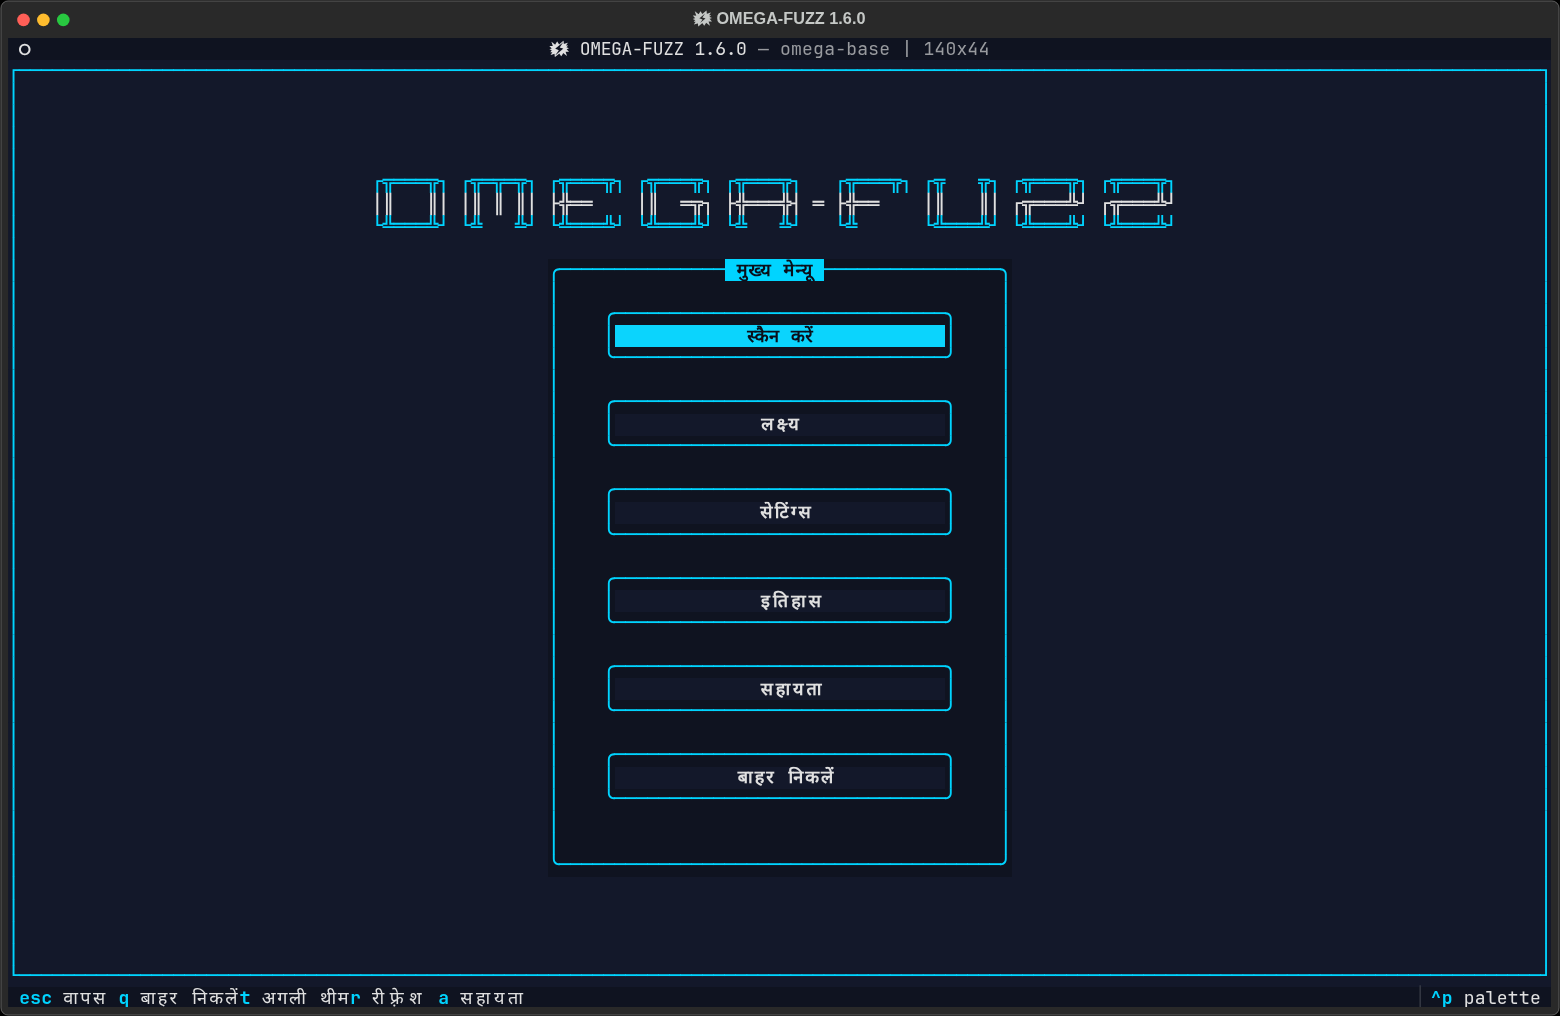 OMEGA-FUZZ 1.6.0
OMEGA-FUZZ 1.6.0 — omega-base | 140x44
OMEGA-FUZZ
मुख्य मेन्यू
स्कैन करें
लक्ष्य
सेटिंग्स
इतिहास
सहायता
बाहर निकलें
esc वापस q बाहर निकलें t अगली थीम r रीफ़्रेश a सहायता ^p palette